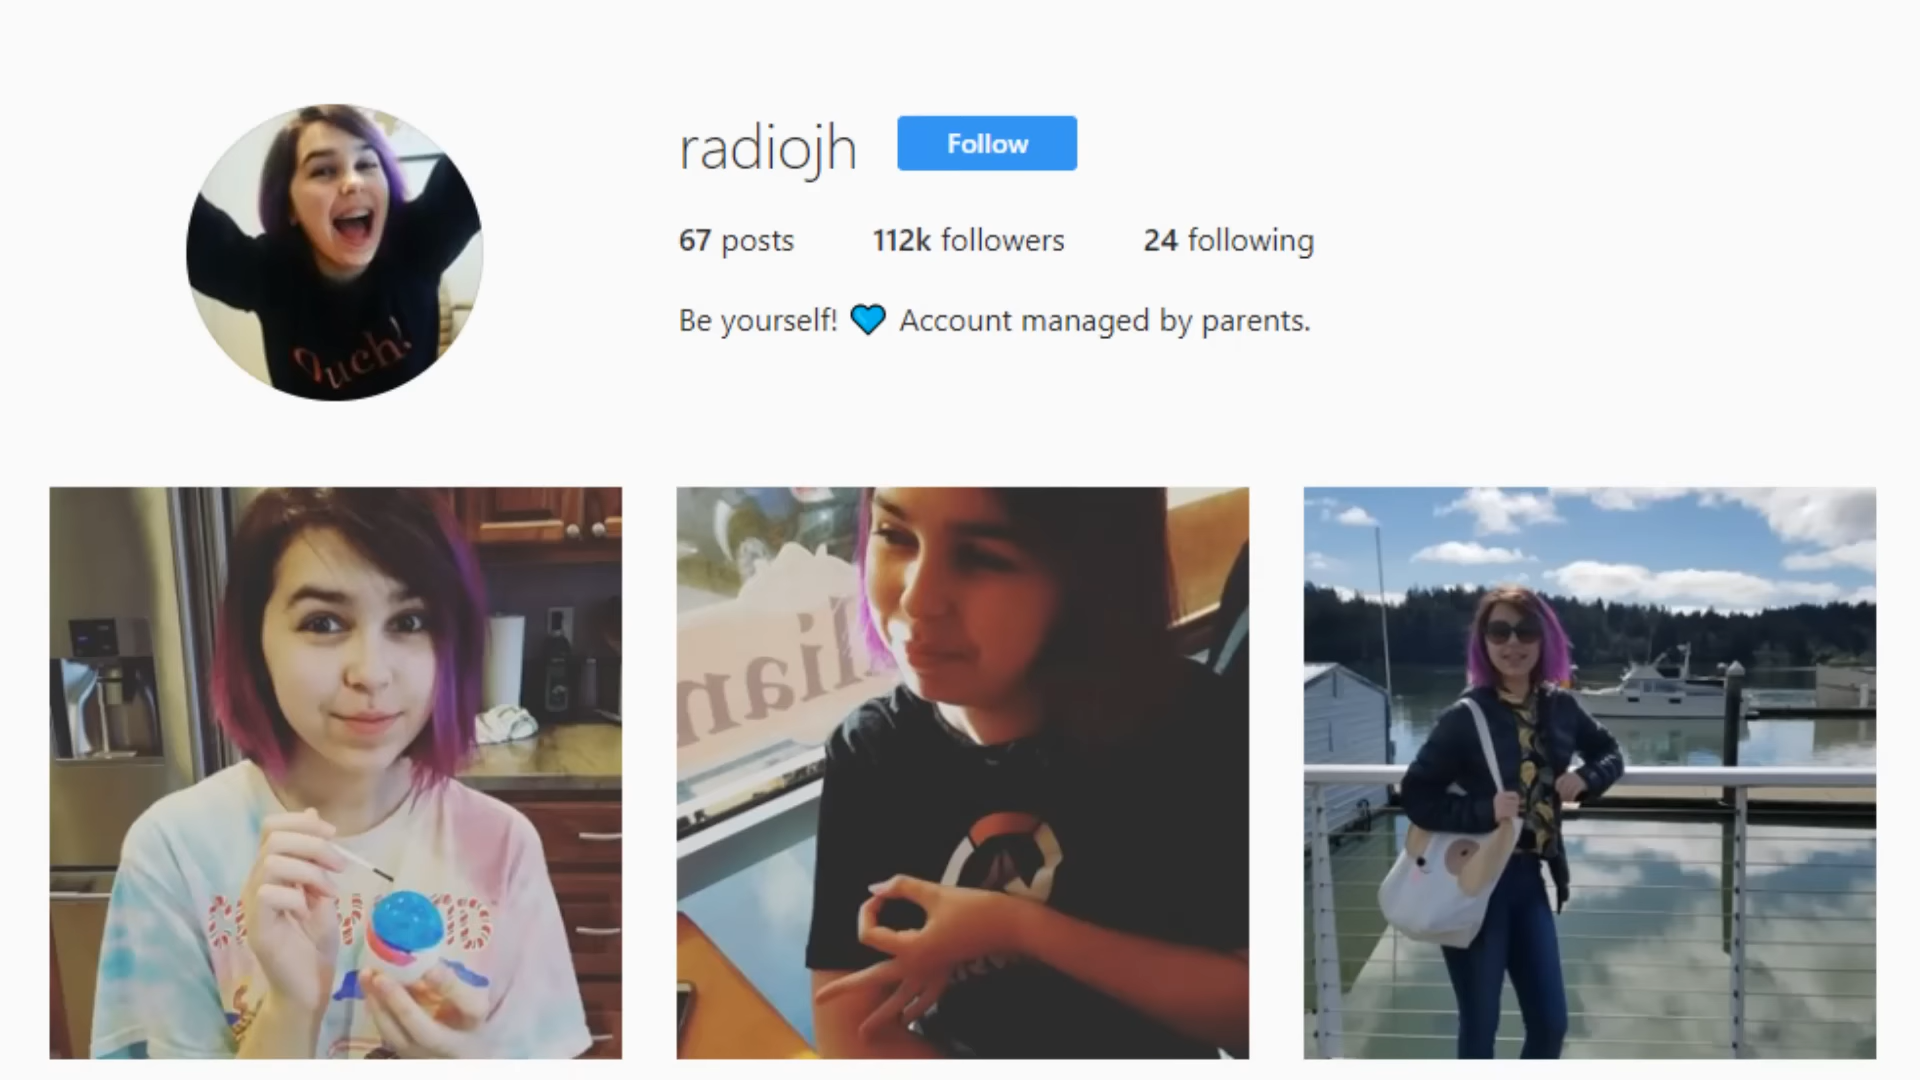 radiojh
Follow
67 posts
112k followers
24 following
Be yourself! 💙 Account managed by parents.
Ouch!